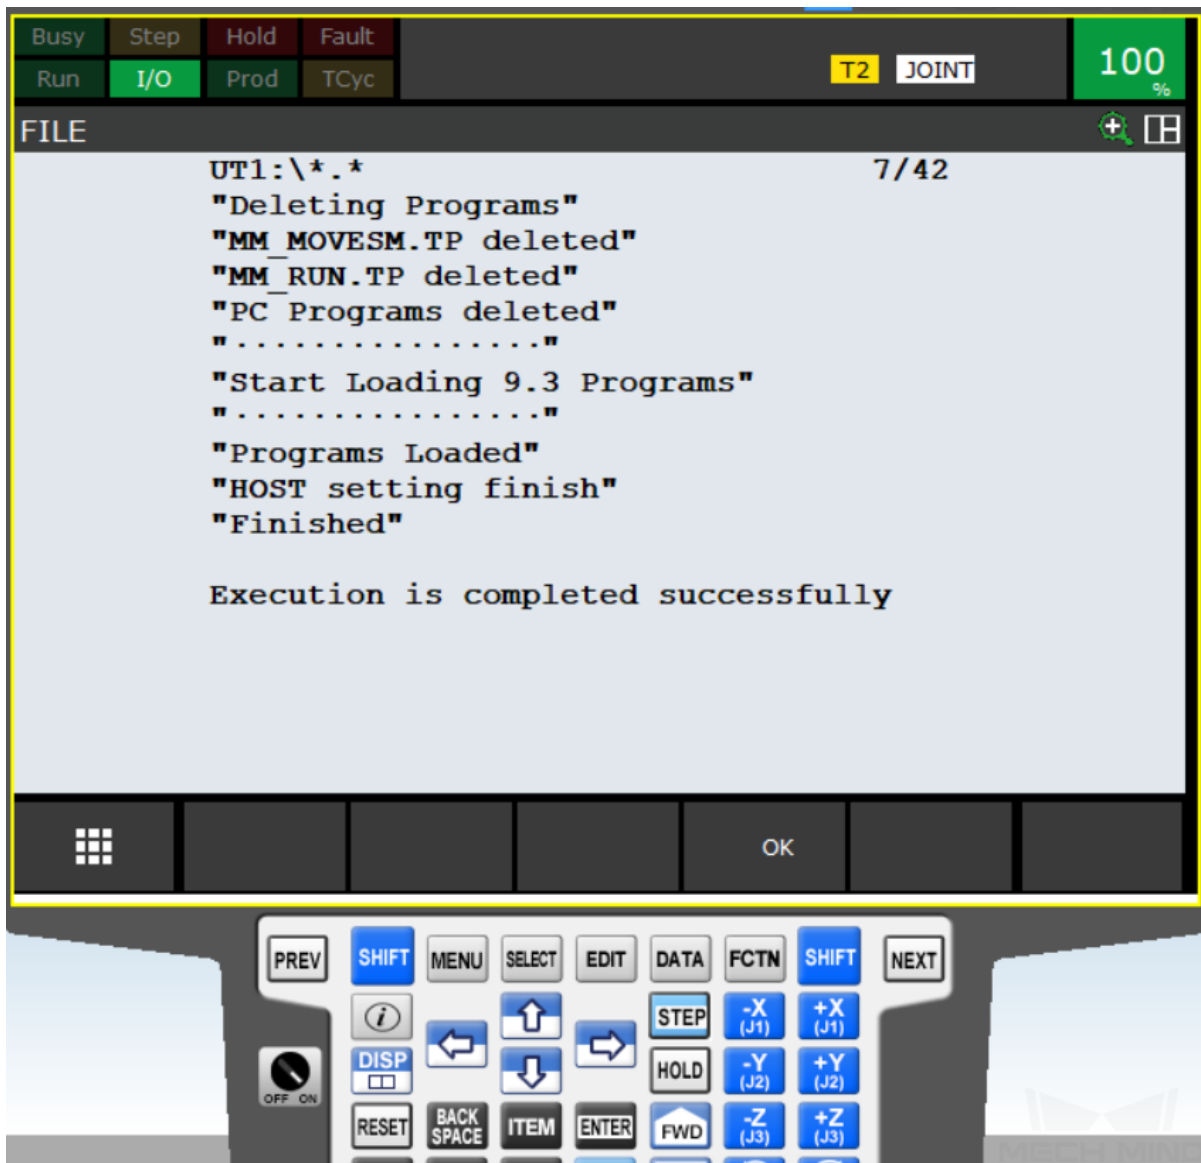 Busy Step Hold Fault
Run I/O Prod TCyc
T2 JOINT
100
%
FILE
UT1:\*.* 7/42
"Deleting Programs"
"MM_MOVESM.TP deleted"
"MM_RUN.TP deleted"
"PC Programs deleted"
"................"
"Start Loading 9.3 Programs"
"................"
"Programs Loaded"
"HOST setting finish"
"Finished"
Execution is completed successfully
OK
PREV SHIFT MENU SELECT EDIT DATA FCTN SHIFT NEXT
i STEP -X (J1) +X (J1)
DISP HOLD -Y (J2) +Y (J2)
OFF ON
RESET BACK SPACE ITEM ENTER FWD -Z (J3) +Z (J3)
MECH MIND